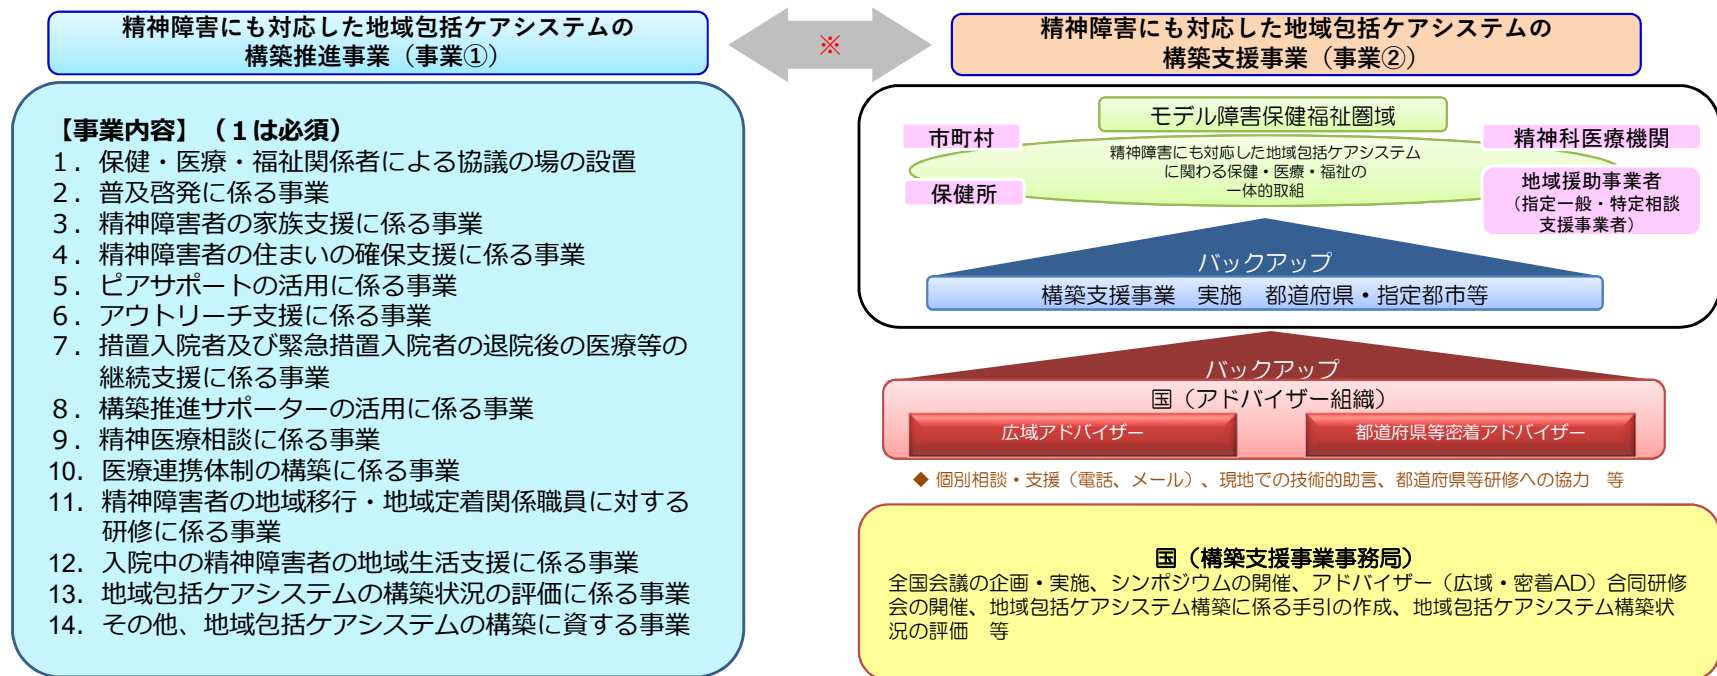 精神障害にも対応した地域包括ケアシステムの
構築推進事業（事業①）
※
精神障害にも対応した地域包括ケアシステムの
構築支援事業（事業②）
【事業内容】（１は必須）
１．保健・医療・福祉関係者による協議の場の設置
２．普及啓発に係る事業
３．精神障害者の家族支援に係る事業
４．精神障害者の住まいの確保支援に係る事業
５．ピアサポートの活用に係る事業
６．アウトリーチ支援に係る事業
７．措置入院者及び緊急措置入院者の退院後の医療等の
継続支援に係る事業
８．構築推進サポーターの活用に係る事業
９．精神医療相談に係る事業
10．医療連携体制の構築に係る事業
11．精神障害者の地域移行・地域定着関係職員に対する
研修に係る事業
12．入院中の精神障害者の地域生活支援に係る事業
13．地域包括ケアシステムの構築状況の評価に係る事業
14．その他、地域包括ケアシステムの構築に資する事業
モデル障害保健福祉圏域
市町村
精神科医療機関
精神障害にも対応した地域包括ケアシステム
に関わる保健・医療・福祉の
一体的取組
保健所
地域援助事業者
（指定一般・特定相談
支援事業者）
バックアップ
構築支援事業　実施　都道府県・指定都市等
バックアップ
国（アドバイザー組織）
広域アドバイザー
都道府県等密着アドバイザー
◆ 個別相談・支援（電話、メール）、現地での技術的助言、都道府県等研修への協力　等
国（構築支援事業事務局）
全国会議の企画・実施、シンポジウムの開催、アドバイザー（広域・密着AD）合同研修
会の開催、地域包括ケアシステム構築に係る手引の作成、地域包括ケアシステム構築状
況の評価　等